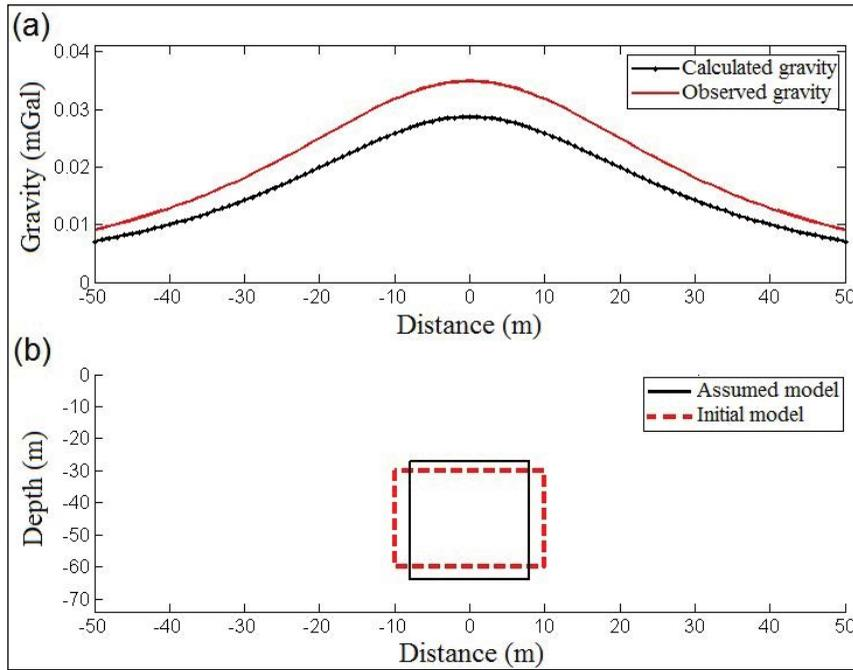 (a)
0.04
0.03
0.02
0.01
0
Gravity (mGal)
Calculated gravity
Observed gravity
-50 -40 -30 -20 -10 0 10 20 30 40 50
Distance (m)
(b)
0
-10
-20
-30
-40
-50
-60
-70
Depth (m)
Assumed model
Initial model
-50 -40 -30 -20 -10 0 10 20 30 40 50
Distance (m)